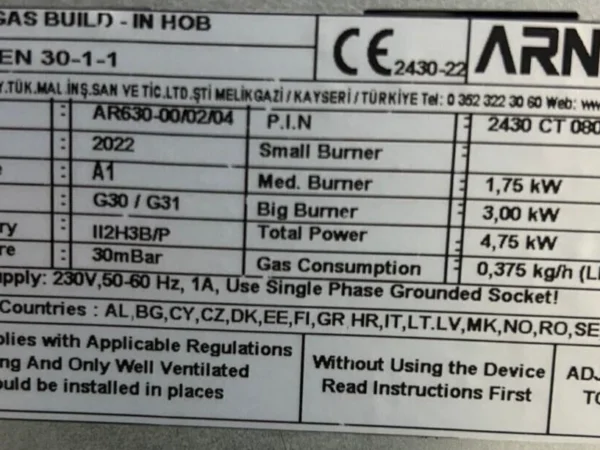 GAS BUILD - IN HOB
EN 30-1-1
CE 2430-22
ARN
Y.TÜK.MAL.İNŞ.SAN VE TİC.LTD.ŞTİ MELİKGAZİ / KAYSERİ / TÜRKİYE Tel: 0 352 322 30 60 Web: ww
: AR630-00/02/04
: 2022
: A1
: G30 / G31
ry : II2H3B/P
re : 30mBar
P.I.N : 2430 CT 080
Small Burner :
Med. Burner : 1,75 kW
Big Burner : 3,00 kW
Total Power : 4,75 kW
Gas Consumption : 0,375 kg/h (L
upply: 230V,50-60 Hz, 1A, Use Single Phase Grounded Socket!
Countries : AL,BG,CY,CZ,DK,EE,FI,GR,HR,IT,LT.LV,MK,NO,RO,SE
plies with Applicable Regulations
ng And Only Well Ventilated
ould be installed in places
Without Using the Device
Read Instructions First
ADJ
TO